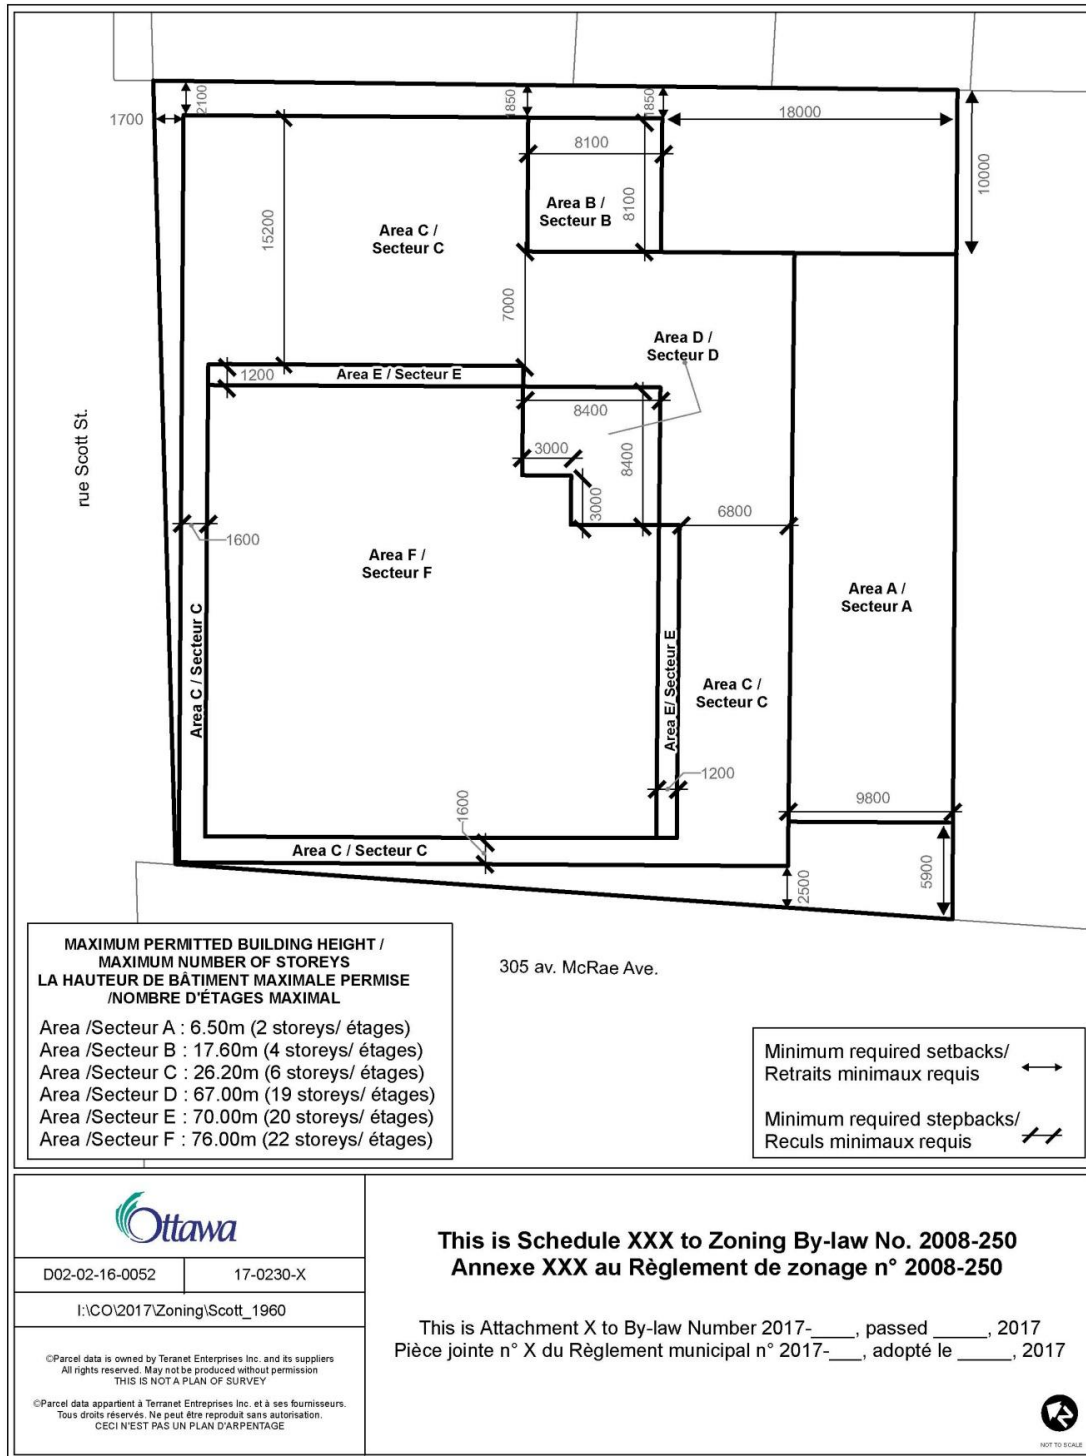 2100
1850
1850
1700
18000
10000
8100
8100
Area B /
Secteur B
Area C /
Secteur C
15200
7000
Area D /
Secteur D
1200
Area E / Secteur E
8400
8400
3000
3000
6800
rue Scott St.
1600
Area F /
Secteur F
Area A /
Secteur A
Area C / Secteur C
Area E/ Secteur E
Area C /
Secteur C
1200
9800
1600
Area C / Secteur C
2500
5900
305 av. McRae Ave.
MAXIMUM PERMITTED BUILDING HEIGHT /
MAXIMUM NUMBER OF STOREYS
LA HAUTEUR DE BÂTIMENT MAXIMALE PERMISE
/NOMBRE D'ÉTAGES MAXIMAL
Area /Secteur A : 6.50m (2 storeys/ étages)
Area /Secteur B : 17.60m (4 storeys/ étages)
Area /Secteur C : 26.20m (6 storeys/ étages)
Area /Secteur D : 67.00m (19 storeys/ étages)
Area /Secteur E : 70.00m (20 storeys/ étages)
Area /Secteur F : 76.00m (22 storeys/ étages)
Minimum required setbacks/
Retraits minimaux requis
Minimum required stepbacks/
Reculs minimaux requis
Ottawa
D02-02-16-0052
17-0230-X
I:\CO\2017\Zoning\Scott_1960
©Parcel data is owned by Teranet Enterprises Inc. and its suppliers
All rights reserved. May not be produced without permission
THIS IS NOT A PLAN OF SURVEY
©Parcel data appartient à Terranet Entreprises Inc. et à ses fournisseurs.
Tous droits réservés. Ne peut être reproduit sans autorisation.
CECI N'EST PAS UN PLAN D'ARPENTAGE
This is Schedule XXX to Zoning By-law No. 2008-250
Annexe XXX au Règlement de zonage n° 2008-250
This is Attachment X to By-law Number 2017-____, passed _____, 2017
Pièce jointe n° X du Règlement municipal n° 2017-___, adopté le _____, 2017
NOT TO SCALE